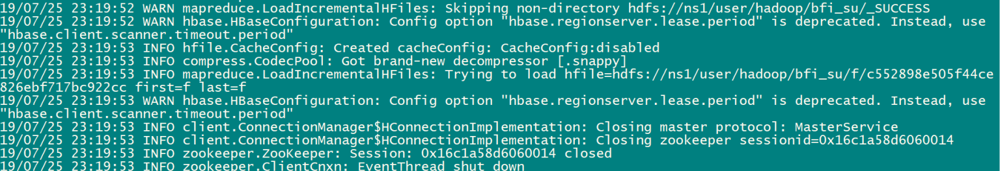 19/07/25 23:19:52 WARN mapreduce.LoadIncrementalHFiles: Skipping non-directory hdfs://ns1/user/hadoop/bfi_su/_SUCCESS
19/07/25 23:19:52 WARN hbase.HBaseConfiguration: Config option "hbase.regionserver.lease.period" is deprecated. Instead, use
"hbase.client.scanner.timeout.period"
19/07/25 23:19:53 INFO hfile.CacheConfig: Created cacheConfig: CacheConfig:disabled
19/07/25 23:19:53 INFO compress.CodecPool: Got brand-new decompressor [.snappy]
19/07/25 23:19:53 INFO mapreduce.LoadIncrementalHFiles: Trying to load hfile=hdfs://ns1/user/hadoop/bfi_su/f/c552898e505f44ce
826ebf717bc922cc first=f last=f
19/07/25 23:19:53 WARN hbase.HBaseConfiguration: Config option "hbase.regionserver.lease.period" is deprecated. Instead, use
"hbase.client.scanner.timeout.period"
19/07/25 23:19:53 INFO client.ConnectionManager$HConnectionImplementation: Closing master protocol: MasterService
19/07/25 23:19:53 INFO client.ConnectionManager$HConnectionImplementation: Closing zookeeper sessionid=0x16c1a58d6060014
19/07/25 23:19:53 INFO zookeeper.ZooKeeper: Session: 0x16c1a58d6060014 closed
19/07/25 23:19:53 INFO zookeeper.ClientCnxn: EventThread shut down